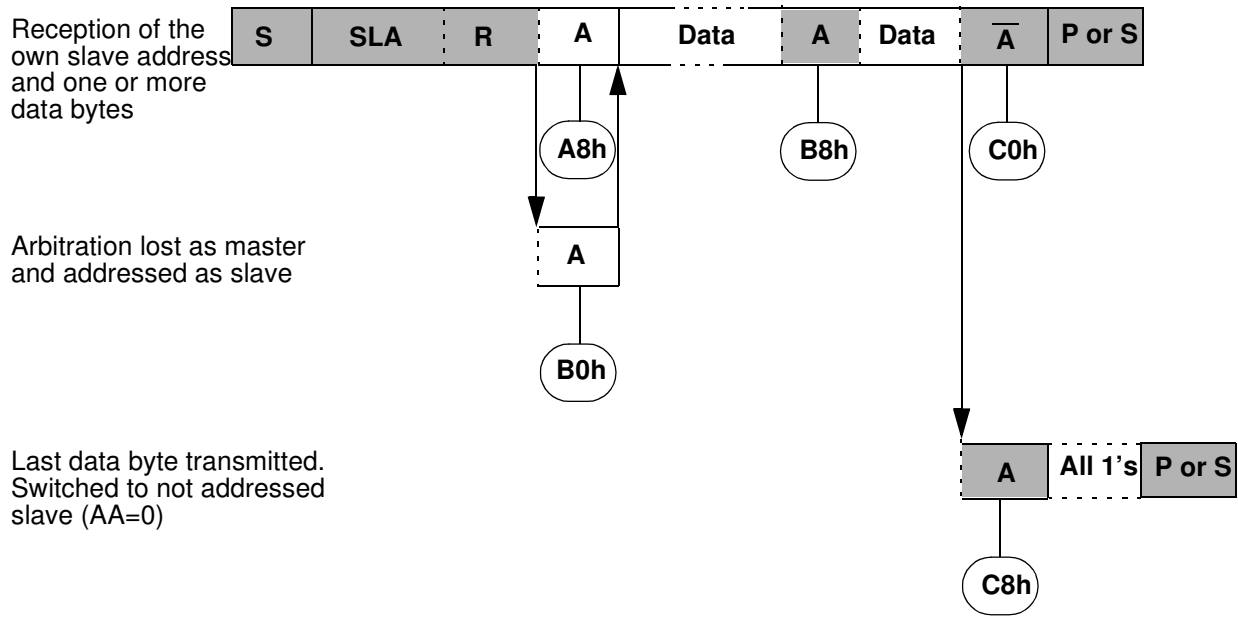 Reception of the
own slave address
and one or more
data bytes
S SLA R A Data A Data A̅ P or S
A8h B8h C0h
Arbitration lost as master
and addressed as slave
A
B0h
Last data byte transmitted.
Switched to not addressed
slave (AA=0)
A All 1’s P or S
C8h